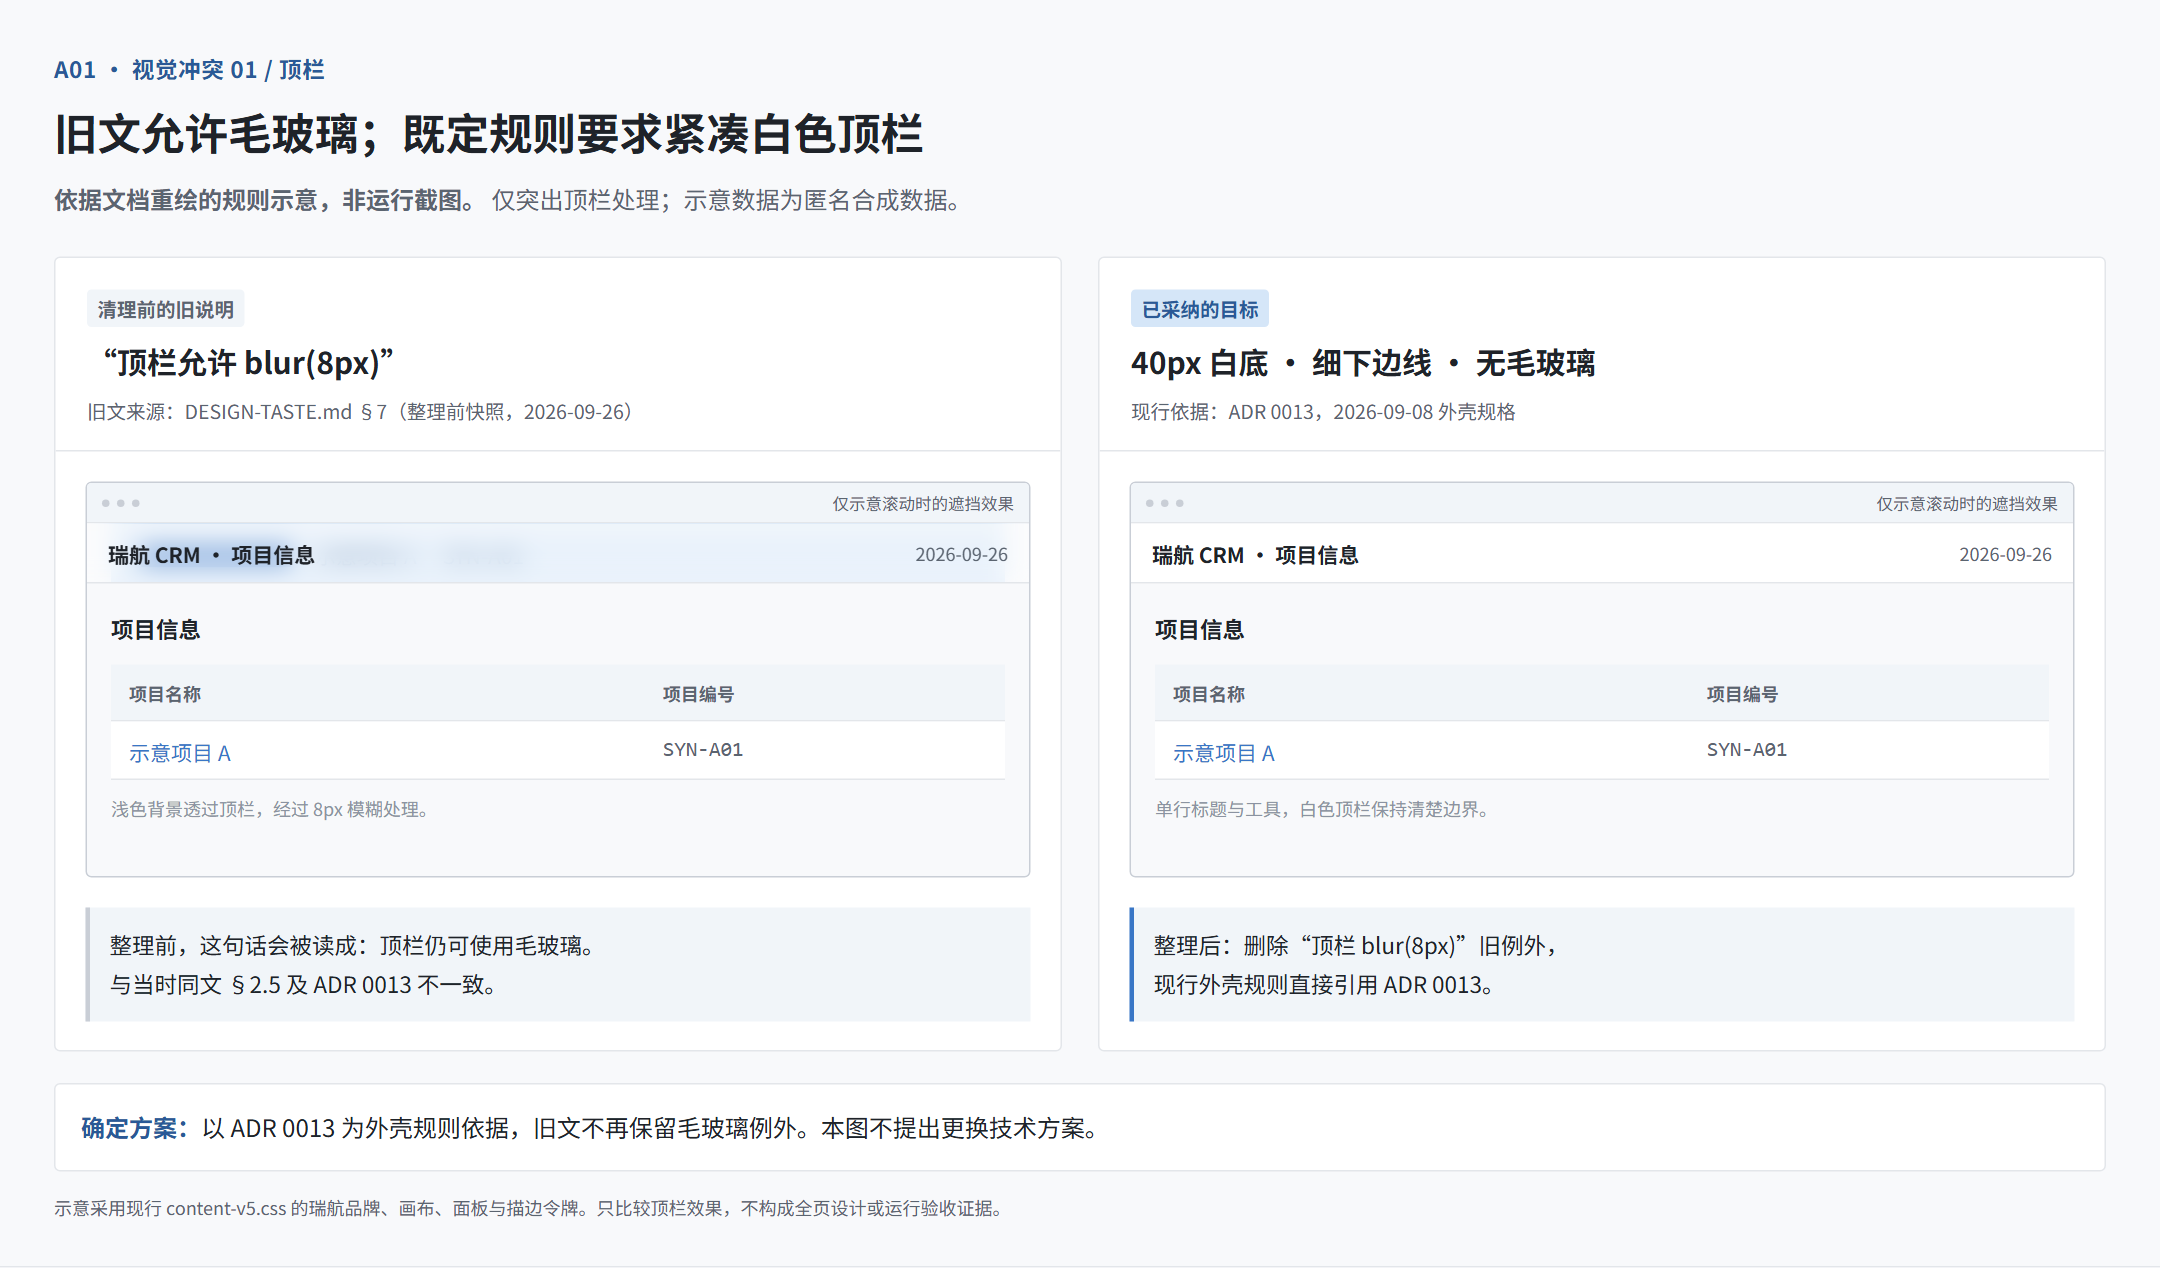 A01 · 视觉冲突 01 / 顶栏
旧文允许毛玻璃；既定规则要求紧凑白色顶栏
依据文档重绘的规则示意，非运行截图。 仅突出顶栏处理；示意数据为匿名合成数据。
清理前的旧说明
“顶栏允许 blur(8px)”
旧文来源：DESIGN-TASTE.md §7（整理前快照，2026-09-26）
仅示意滚动时的遮挡效果
瑞航 CRM · 项目信息
2026-09-26
项目信息
项目名称 项目编号
示意项目 A SYN-A01
浅色背景透过顶栏，经过 8px 模糊处理。
整理前，这句话会被读成：顶栏仍可使用毛玻璃。
与当时同文 §2.5 及 ADR 0013 不一致。
已采纳的目标
40px 白底 · 细下边线 · 无毛玻璃
现行依据：ADR 0013，2026-09-08 外壳规格
仅示意滚动时的遮挡效果
瑞航 CRM · 项目信息
2026-09-26
项目信息
项目名称 项目编号
示意项目 A SYN-A01
单行标题与工具，白色顶栏保持清楚边界。
整理后：删除“顶栏 blur(8px)”旧例外，
现行外壳规则直接引用 ADR 0013。
确定方案：以 ADR 0013 为外壳规则依据，旧文不再保留毛玻璃例外。本图不提出更换技术方案。
示意采用现行 content-v5.css 的瑞航品牌、画布、面板与描边令牌。只比较顶栏效果，不构成全页设计或运行验收证据。